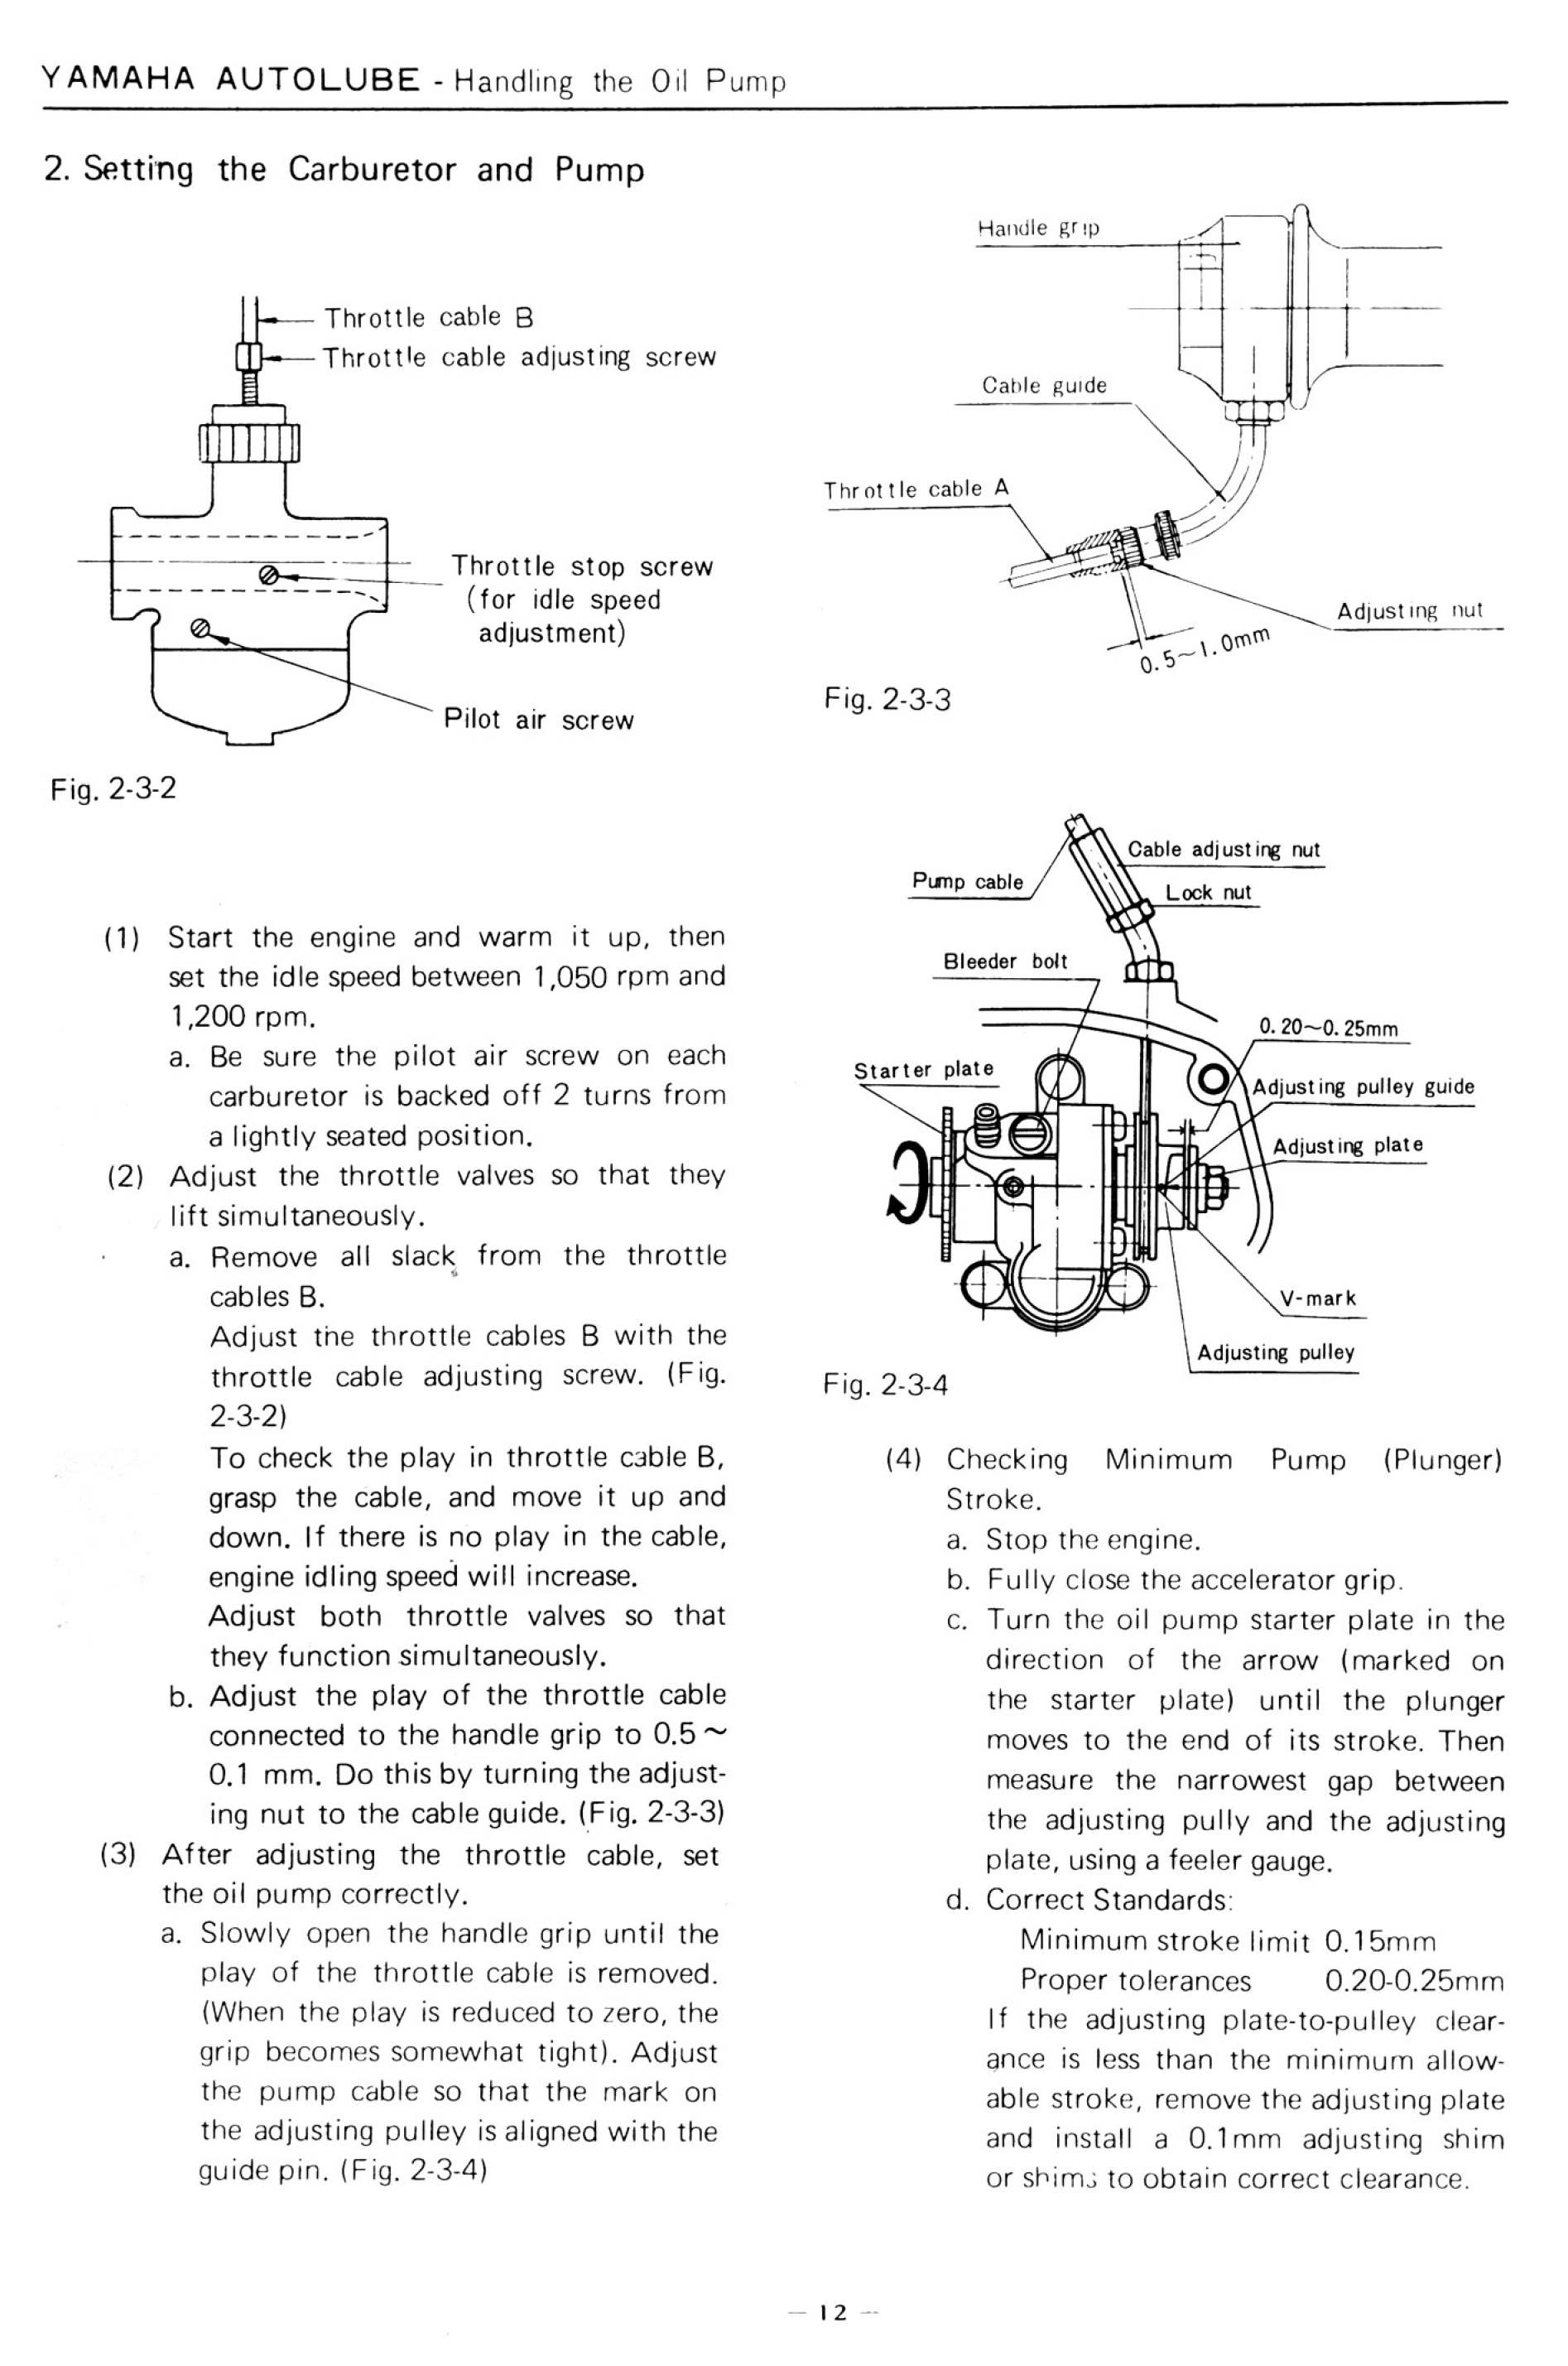 YAMAHA AUTOLUBE - Handling the Oil Pump
2. Setting the Carburetor and Pump
Throttle cable B
Throttle cable adjusting screw
Throttle stop screw
(for idle speed
adjustment)
Pilot air screw
Fig. 2-3-2
(1) Start the engine and warm it up, then
set the idle speed between 1,050 rpm and
1,200 rpm.
a. Be sure the pilot air screw on each
carburetor is backed off 2 turns from
a lightly seated position.
(2) Adjust the throttle valves so that they
lift simultaneously.
a. Remove all slack from the throttle
cables B.
Adjust the throttle cables B with the
throttle cable adjusting screw. (Fig.
2-3-2)
To check the play in throttle cable B,
grasp the cable, and move it up and
down. If there is no play in the cable,
engine idling speed will increase.
Adjust both throttle valves so that
they function simultaneously.
b. Adjust the play of the throttle cable
connected to the handle grip to 0.5 ~
0.1 mm. Do this by turning the adjust-
ing nut to the cable guide. (Fig. 2-3-3)
(3) After adjusting the throttle cable, set
the oil pump correctly.
a. Slowly open the handle grip until the
play of the throttle cable is removed.
(When the play is reduced to zero, the
grip becomes somewhat tight). Adjust
the pump cable so that the mark on
the adjusting pulley is aligned with the
guide pin. (Fig. 2-3-4)
Handle grip
Cable guide
Throttle cable A
Adjusting nut
0.5~1.0mm
Fig. 2-3-3
Cable adjusting nut
Pump cable
Lock nut
Bleeder bolt
0.20~0.25mm
Starter plate
Adjusting pulley guide
Adjusting plate
V-mark
Adjusting pulley
Fig. 2-3-4
(4) Checking Minimum Pump (Plunger)
Stroke.
a. Stop the engine.
b. Fully close the accelerator grip.
c. Turn the oil pump starter plate in the
direction of the arrow (marked on
the starter plate) until the plunger
moves to the end of its stroke. Then
measure the narrowest gap between
the adjusting pully and the adjusting
plate, using a feeler gauge.
d. Correct Standards:
Minimum stroke limit 0.15mm
Proper tolerances 0.20-0.25mm
If the adjusting plate-to-pulley clear-
ance is less than the minimum allow-
able stroke, remove the adjusting plate
and install a 0.1mm adjusting shim
or shims to obtain correct clearance.
— 12 —